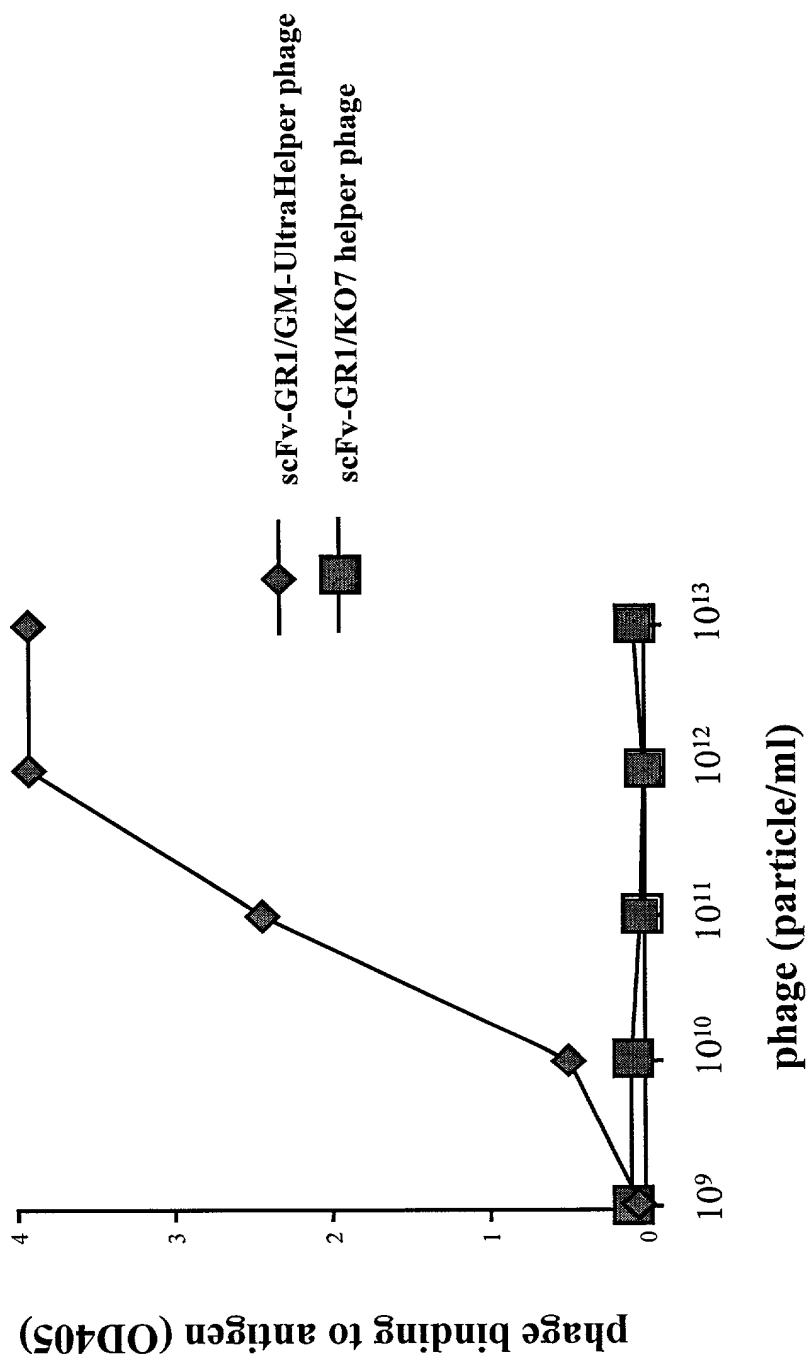 phage binding to antigen (OD405)
4
3
2
1
0
10⁹
10¹⁰
10¹¹
10¹²
10¹³
phage (particle/ml)
scFv-GR1/GM-UltraHelper phage
scFv-GR1/KO7 helper phage